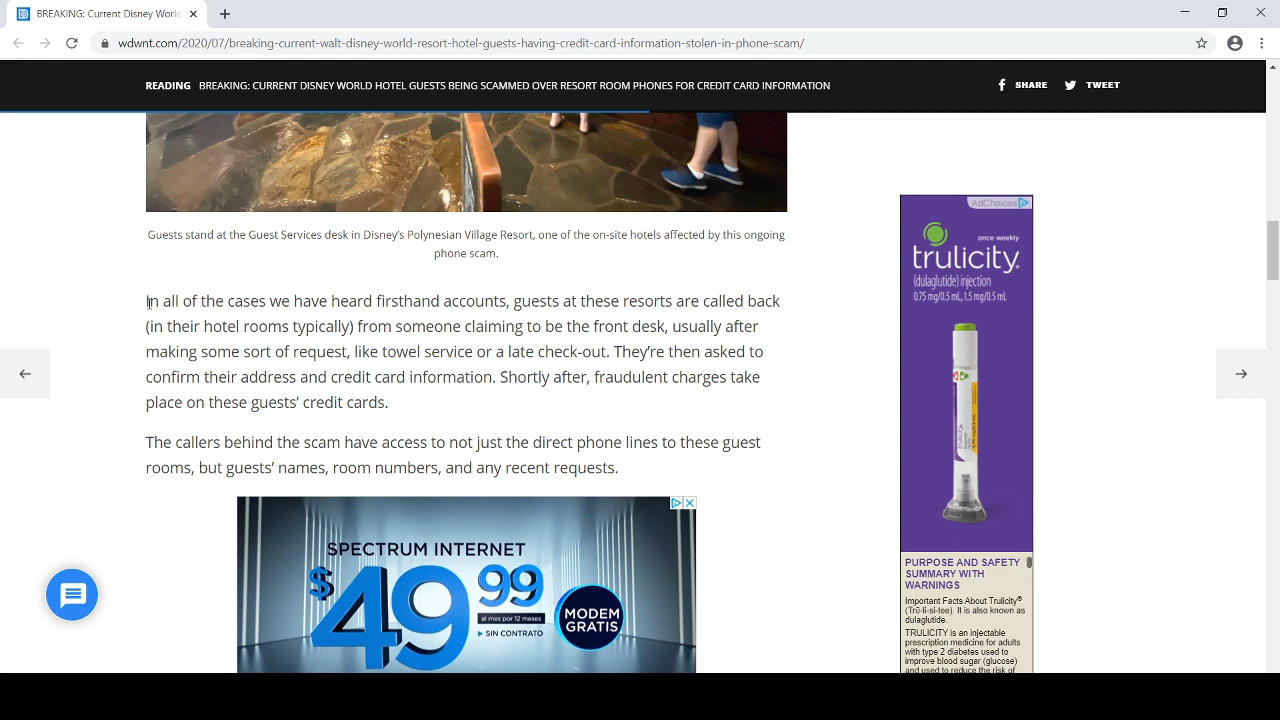 BREAKING: Current Disney World
wdwnt.com/2020/07/breaking-current-walt-disney-world-resort-hotel-guests-having-credit-card-information-stolen-in-phone-scam/
READING BREAKING: CURRENT DISNEY WORLD HOTEL GUESTS BEING SCAMMED OVER RESORT ROOM PHONES FOR CREDIT CARD INFORMATION
SHARE TWEET
Guests stand at the Guest Services desk in Disney's Polynesian Village Resort, one of the on-site hotels affected by this ongoing
phone scam.
In all of the cases we have heard firsthand accounts, guests at these resorts are called back
(in their hotel rooms typically) from someone claiming to be the front desk, usually after
making some sort of request, like towel service or a late check-out. They're then asked to
confirm their address and credit card information. Shortly after, fraudulent charges take
place on these guests' credit cards.
The callers behind the scam have access to not just the direct phone lines to these guest
rooms, but guests' names, room numbers, and any recent requests.
SPECTRUM INTERNET
$49 99
al mes por 12 meses
SIN CONTRATO
MODEM
GRATIS
AdChoices
once weekly
trulicity®
(dulaglutide) injection
0.75 mg/0.5 mL, 1.5 mg/0.5 mL
trulicity
PURPOSE AND SAFETY
SUMMARY WITH
WARNINGS
Important Facts About Trulicity®
(Trū-li-si-tee). It is also known as
dulaglutide.
TRULICITY is an injectable
prescription medicine for adults
with type 2 diabetes used to
improve blood sugar (glucose)
and used to reduce the risk of